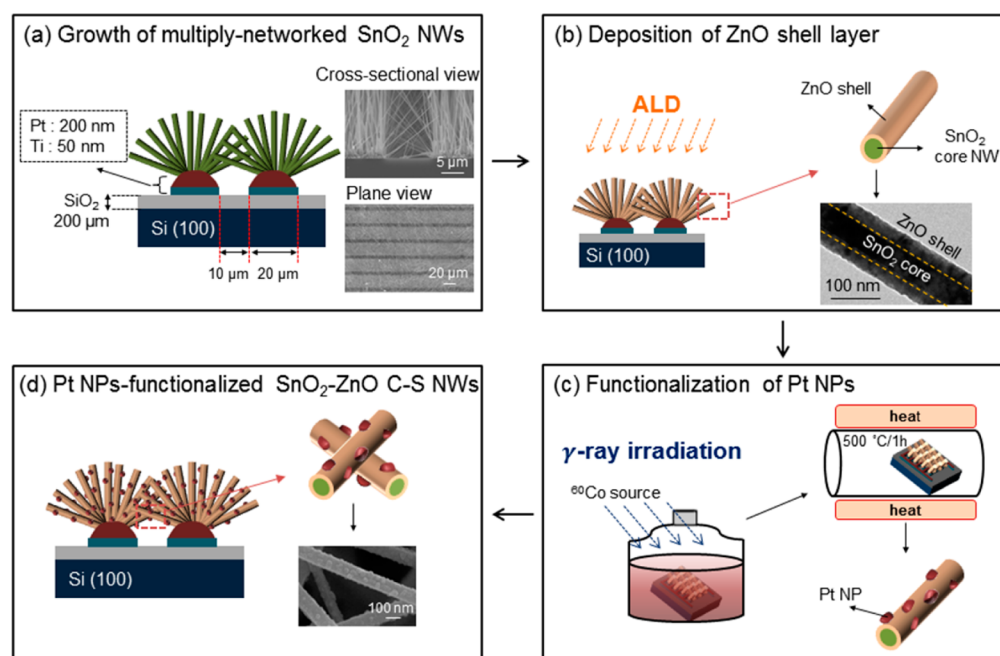 (a) Growth of multiply-networked SnO₂ NWs
Cross-sectional view
Pt : 200 nm
Ti : 50 nm
5 µm
SiO₂
200 µm
Plane view
Si (100)
10 µm
20 µm
20 µm
(b) Deposition of ZnO shell layer
ALD
ZnO shell
SnO₂
core NW
Si (100)
ZnO shell
SnO₂ core
100 nm
(d) Pt NPs-functionalized SnO₂-ZnO C-S NWs
Si (100)
100 nm
(c) Functionalization of Pt NPs
heat
500 ˚C/1h
γ-ray irradiation
⁶⁰Co source
heat
Pt NP